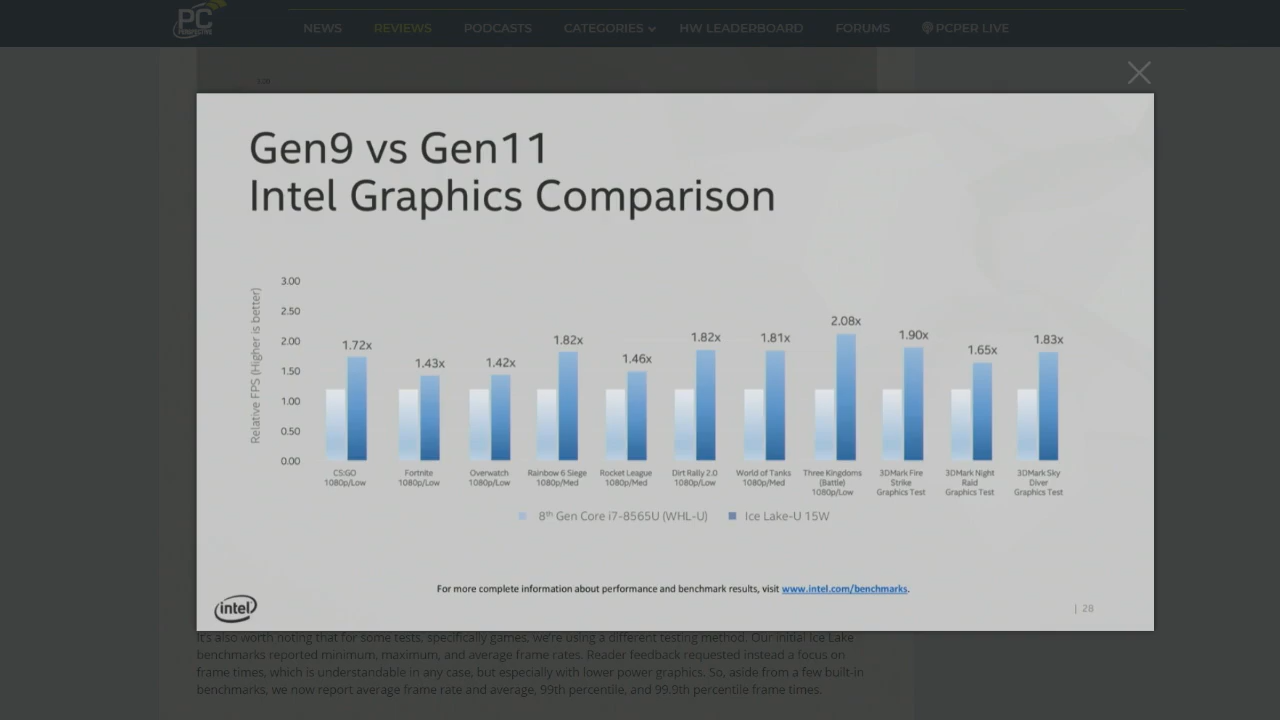 PC
PERSPECTIVE
NEWS REVIEWS PODCASTS CATEGORIES HW LEADERBOARD FORUMS PCPER LIVE
Gen9 vs Gen11
Intel Graphics Comparison
Relative FPS (Higher is better)
3.00
2.50
2.00
1.50
1.00
0.50
0.00
1.72x 1.43x 1.42x 1.82x 1.46x 1.82x 1.81x 2.08x 1.90x 1.65x 1.83x
CS:GO
1080p/Low
Fortnite
1080p/Low
Overwatch
1080p/Low
Rainbow 6 Siege
1080p/Med
Rocket League
1080p/Med
Dirt Rally 2.0
1080p/Low
World of Tanks
1080p/Med
Three Kingdoms
(Battle)
1080p/Low
3DMark Fire
Strike
Graphics Test
3DMark Night
Raid
Graphics Test
3DMark Sky
Diver
Graphics Test
8th Gen Core i7-8565U (WHL-U) Ice Lake-U 15W
For more complete information about performance and benchmark results, visit www.intel.com/benchmarks.
intel
| 28
It's also worth noting that for some tests, specifically games, we're using a different testing method. Our initial Ice Lake
benchmarks reported minimum, maximum, and average frame rates. Reader feedback requested instead a focus on
frame times, which is understandable in any case, but especially with lower power graphics. So, aside from a few built-in
benchmarks, we now report average frame rate and average, 99th percentile, and 99.9th percentile frame times.